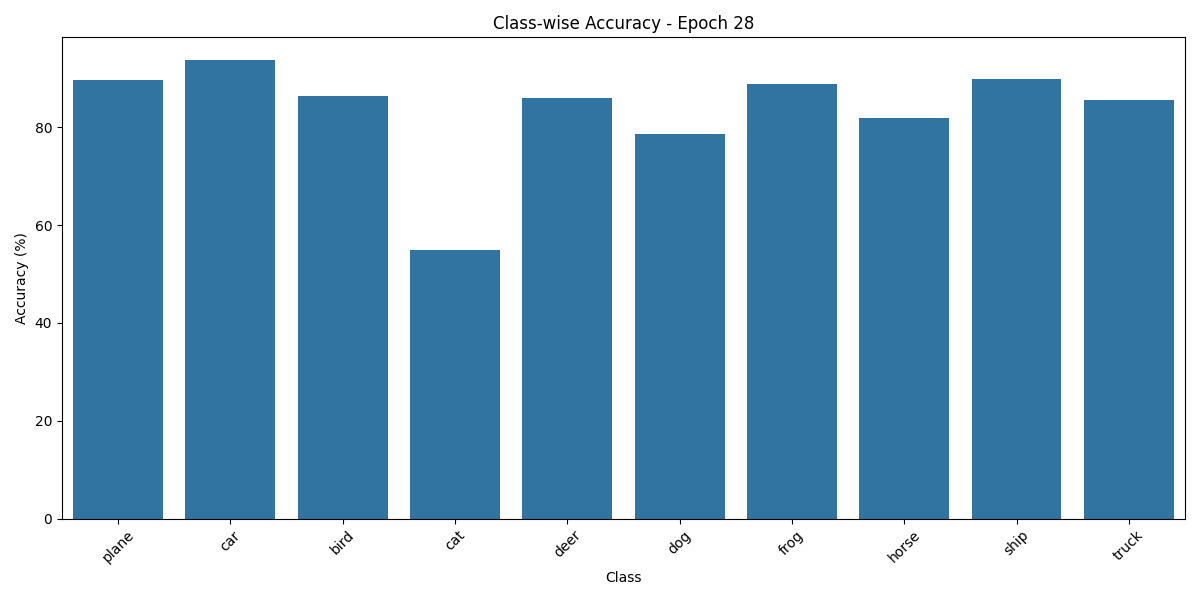 Class-wise Accuracy - Epoch 28
Accuracy (%)
80
60
40
20
0
plane car bird cat deer dog frog horse ship truck
Class